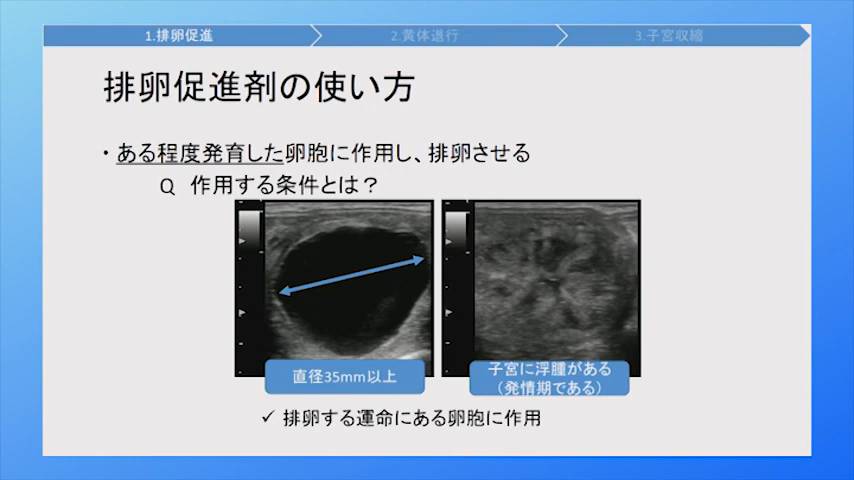 1.排卵促進
2.黄体退行
3.子宮収縮
排卵促進剤の使い方
・ある程度発育した卵胞に作用し、排卵させる
Q 作用する条件とは？
直径35mm以上
子宮に浮腫がある
（発情期である）
✓ 排卵する運命にある卵胞に作用